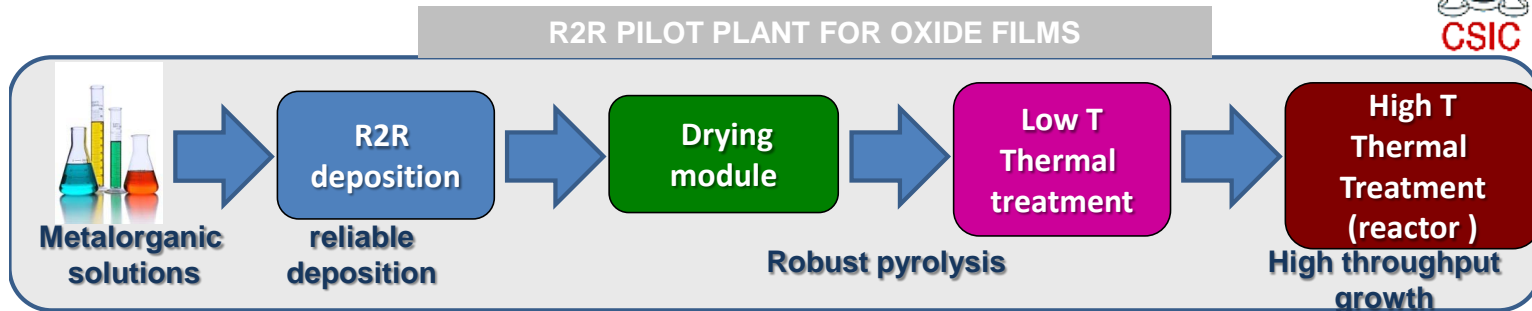 R2R PILOT PLANT FOR OXIDE FILMS
CSIC
R2R
deposition
Drying
module
Low T
Thermal
treatment
High T
Thermal
Treatment
(reactor )
Metalorganic
solutions
reliable
deposition
Robust pyrolysis
High throughput
growth